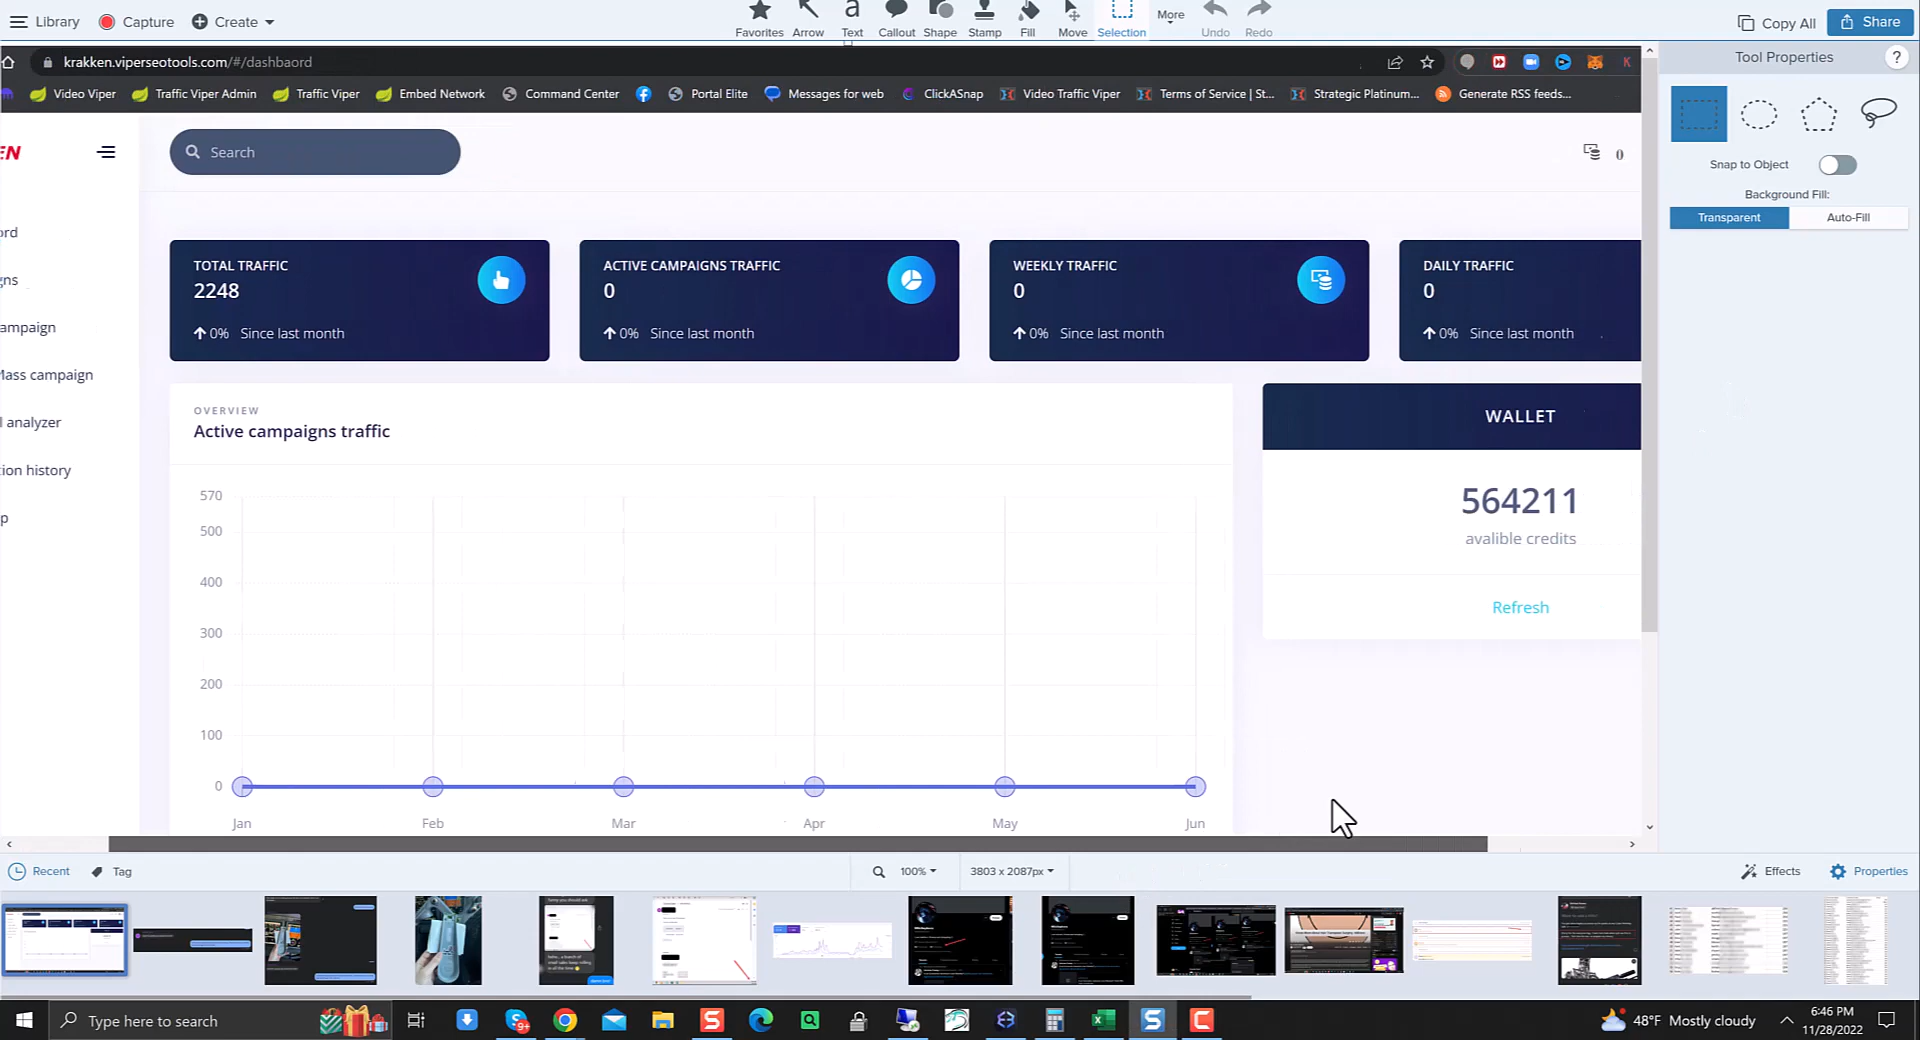 Library Capture Create
Favorites Arrow Text Callout Shape Stamp Fill Move Selection More Undo Redo
Copy All Share
krakken.viperseotools.com/#/dashbaord
Video Viper Traffic Viper Admin Traffic Viper Embed Network Command Center Portal Elite Messages for web ClickASnap Video Traffic Viper Terms of Service | St... Strategic Platinum... Generate RSS feeds...
Tool Properties ?
Snap to Object
Background Fill:
Transparent Auto-Fill
EN
Search
0
ord
gns
ampaign
Mass campaign
l analyzer
tion history
p
TOTAL TRAFFIC
2248
0% Since last month
ACTIVE CAMPAIGNS TRAFFIC
0
0% Since last month
WEEKLY TRAFFIC
0
0% Since last month
DAILY TRAFFIC
0
0% Since last month
OVERVIEW
Active campaigns traffic
570
500
400
300
200
100
0
Jan Feb Mar Apr May Jun
WALLET
564211
avalible credits
Refresh
Recent Tag
100% 3803 x 2087px
Effects Properties
Type here to search
48°F Mostly cloudy
6:46 PM
11/28/2022